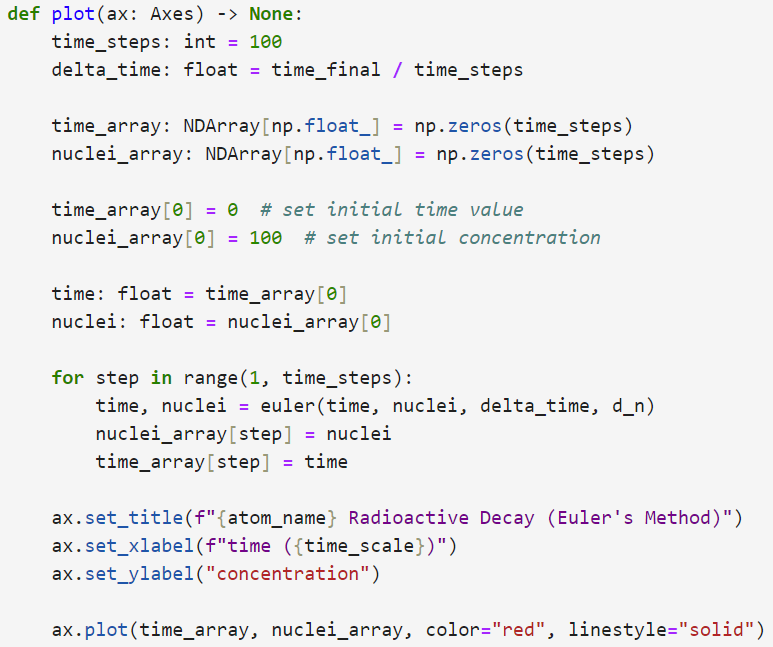 def plot(ax: Axes) -> None:
    time_steps: int = 100
    delta_time: float = time_final / time_steps

    time_array: NDArray[np.float_] = np.zeros(time_steps)
    nuclei_array: NDArray[np.float_] = np.zeros(time_steps)

    time_array[0] = 0  # set initial time value
    nuclei_array[0] = 100  # set initial concentration

    time: float = time_array[0]
    nuclei: float = nuclei_array[0]

    for step in range(1, time_steps):
        time, nuclei = euler(time, nuclei, delta_time, d_n)
        nuclei_array[step] = nuclei
        time_array[step] = time

    ax.set_title(f"{atom_name} Radioactive Decay (Euler's Method)")
    ax.set_xlabel(f"time ({time_scale})")
    ax.set_ylabel("concentration")

    ax.plot(time_array, nuclei_array, color="red", linestyle="solid")